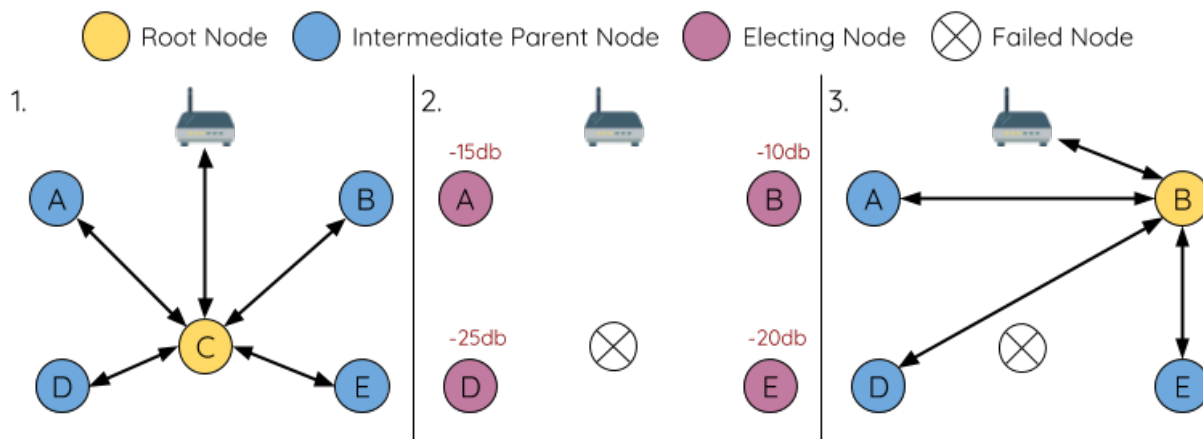 Root Node Intermediate Parent Node Electing Node Failed Node
1.
A
B
C
D
E
2.
-15db
-10db
A
B
-25db
-20db
D
E
3.
A
B
D
E